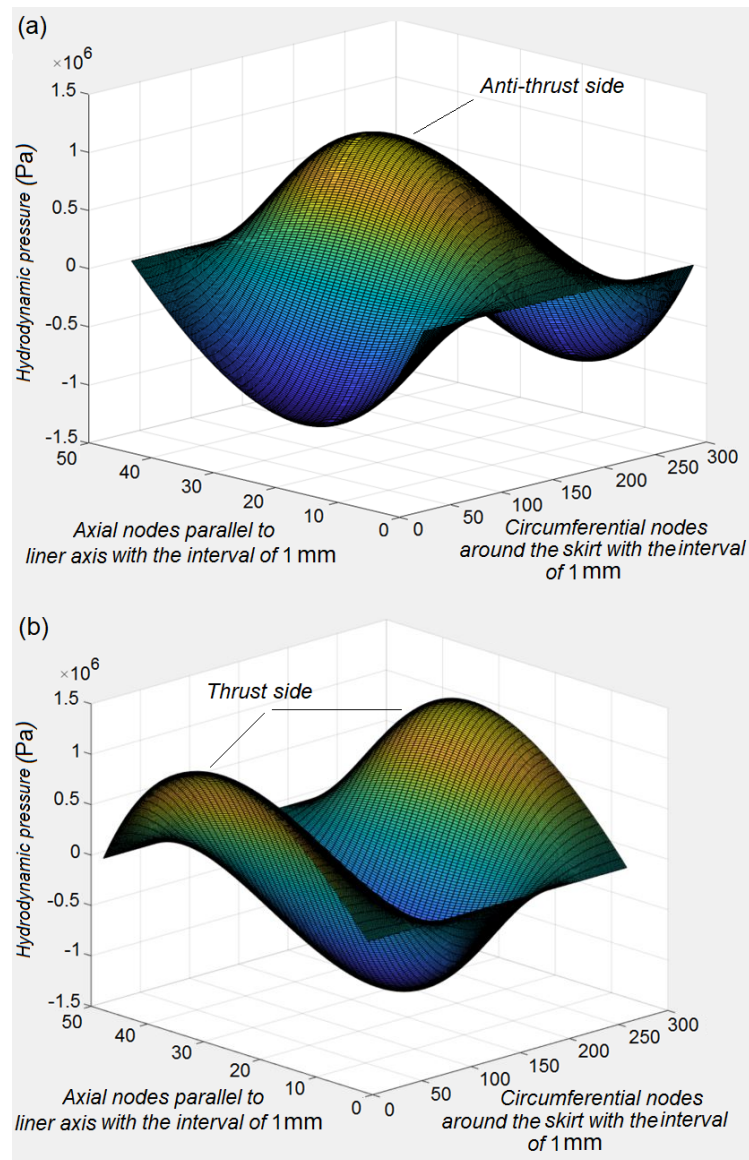 (a)
×10⁶
1.5
Anti-thrust side
1
0.5
0
-0.5
-1
-1.5
Hydrodynamic pressure (Pa)
50
40
30
20
10
0
0
50
100
150
200
250
300
Axial nodes parallel to
liner axis with the interval of 1 mm
Circumferential nodes
around the skirt with the interval
of 1 mm
(b)
×10⁶
1.5
Thrust side
1
0.5
0
-0.5
-1
-1.5
Hydrodynamic pressure (Pa)
50
40
30
20
10
0
0
50
100
150
200
250
300
Axial nodes parallel to
liner axis with the interval of 1 mm
Circumferential nodes
around the skirt with the interval
of 1 mm